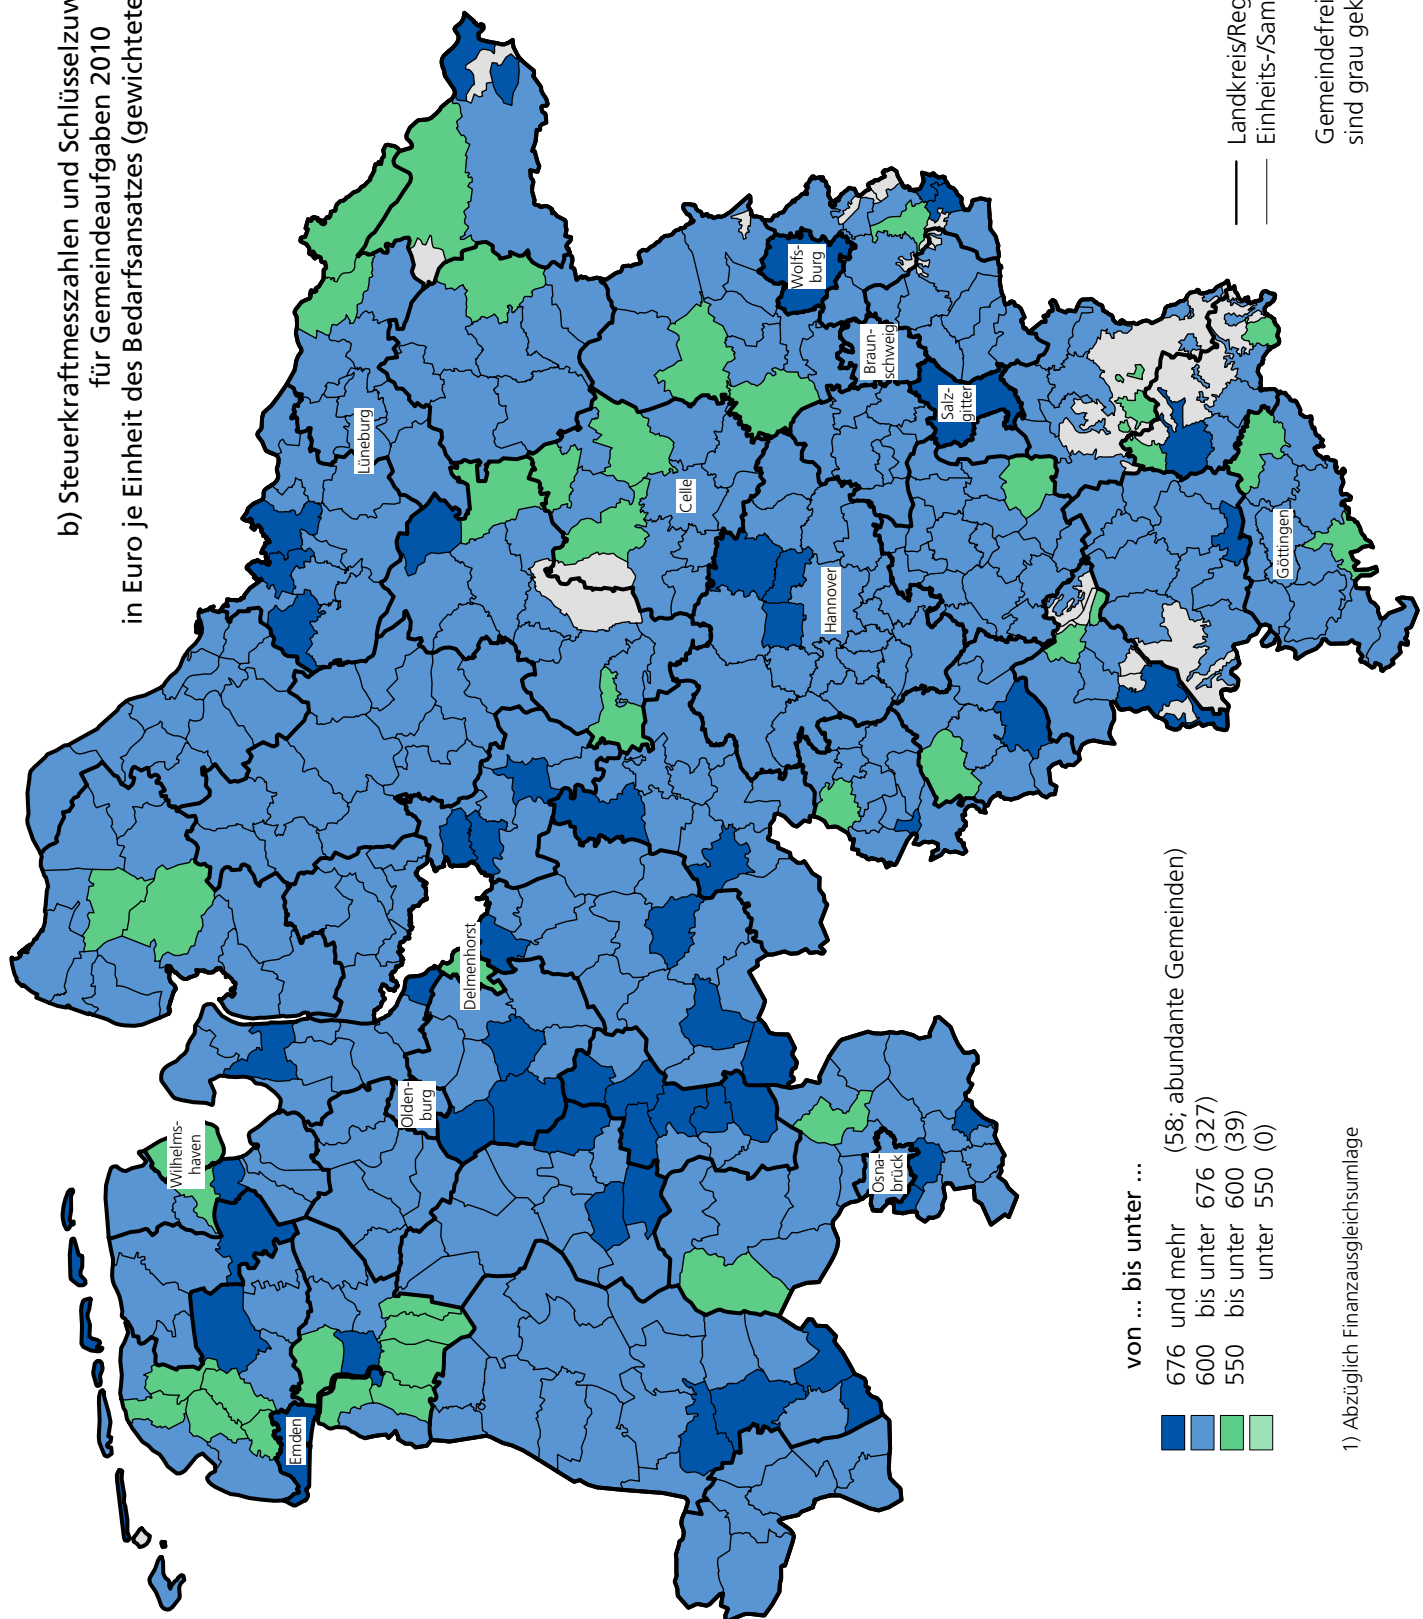 b) Steuerkraftmesszahlen und Schlüsselzuw
für Gemeindeaufgaben 2010
in Euro je Einheit des Bedarfsansatzes (gewichtete
Wilhelms-
haven
Emden
Olden-
burg
Delmenhorst
Osna-
brück
Lüneburg
Celle
Hannover
Wolfs-
burg
Braun-
schweig
Salz-
gitter
Göttingen
von ... bis unter ...
676 und mehr (58; abundante Gemeinden)
600 bis unter 676 (327)
550 bis unter 600 (39)
unter 550 (0)
1) Abzüglich Finanzausgleichsumlage
Landkreis/Reg
Einheits-/Sam
Gemeindefrei
sind grau gek